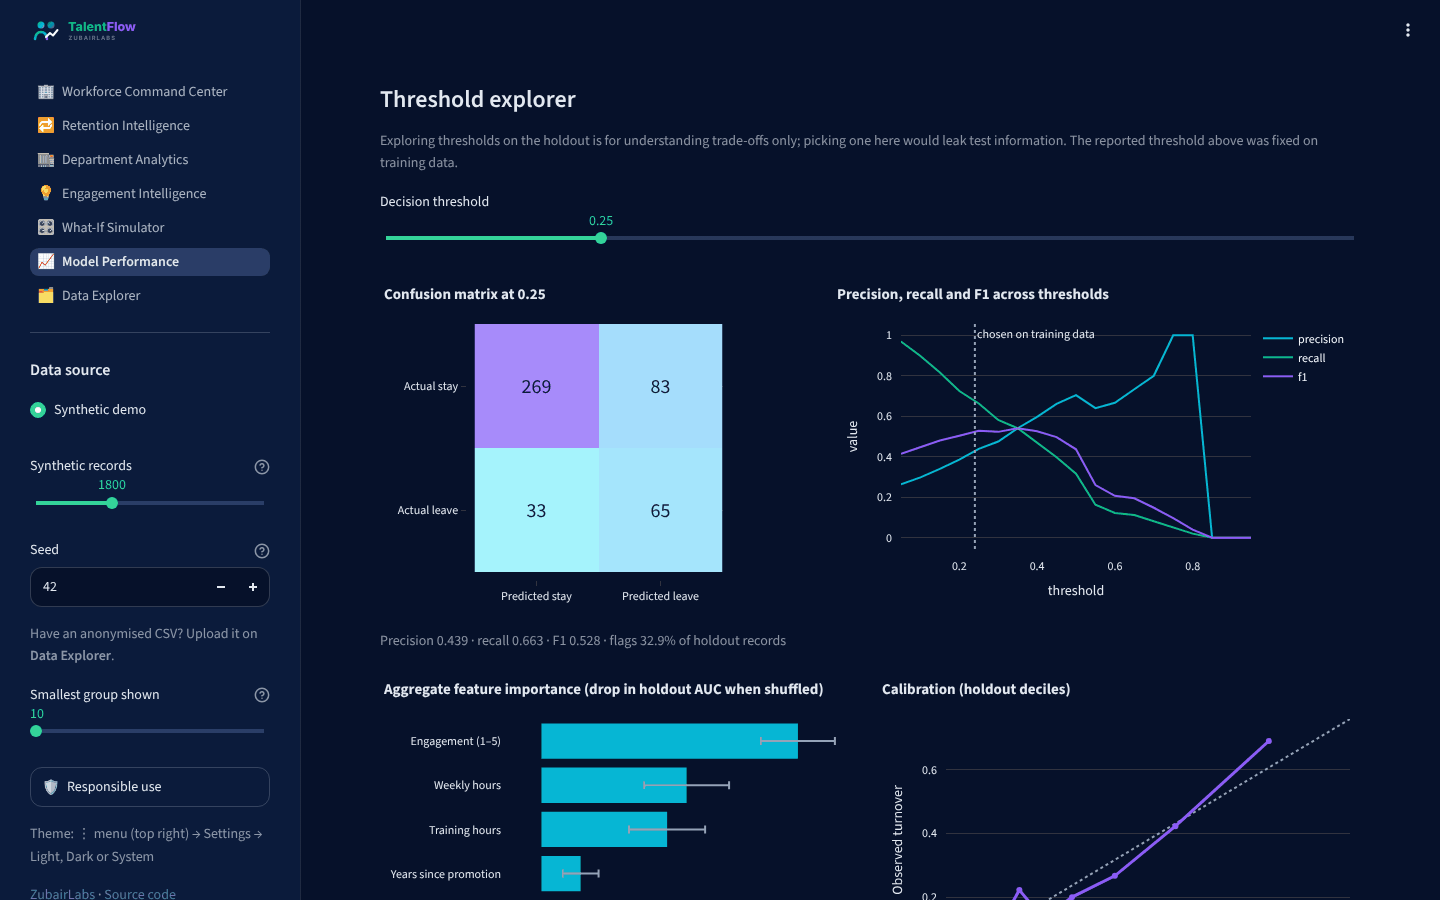 TalentFlow
ZUBAIRLABS
Workforce Command Center
Retention Intelligence
Department Analytics
Engagement Intelligence
What-If Simulator
Model Performance
Data Explorer
Data source
Synthetic demo
Synthetic records
1800
Seed
42
Have an anonymised CSV? Upload it on
Data Explorer.
Smallest group shown
10
Responsible use
Theme: ⋮ menu (top right) → Settings →
Light, Dark or System
ZubairLabs · Source code
Threshold explorer
Exploring thresholds on the holdout is for understanding trade-offs only; picking one here would leak test information. The reported threshold above was fixed on
training data.
Decision threshold
0.25
Confusion matrix at 0.25
Actual stay
269
83
Actual leave
33
65
Predicted stay
Predicted leave
Precision, recall and F1 across thresholds
chosen on training data
precision
recall
f1
value
1
0.8
0.6
0.4
0.2
0
0.2
0.4
0.6
0.8
threshold
Precision 0.439 · recall 0.663 · F1 0.528 · flags 32.9% of holdout records
Aggregate feature importance (drop in holdout AUC when shuffled)
Engagement (1–5)
Weekly hours
Training hours
Years since promotion
Calibration (holdout deciles)
Observed turnover
0.6
0.4
0.2